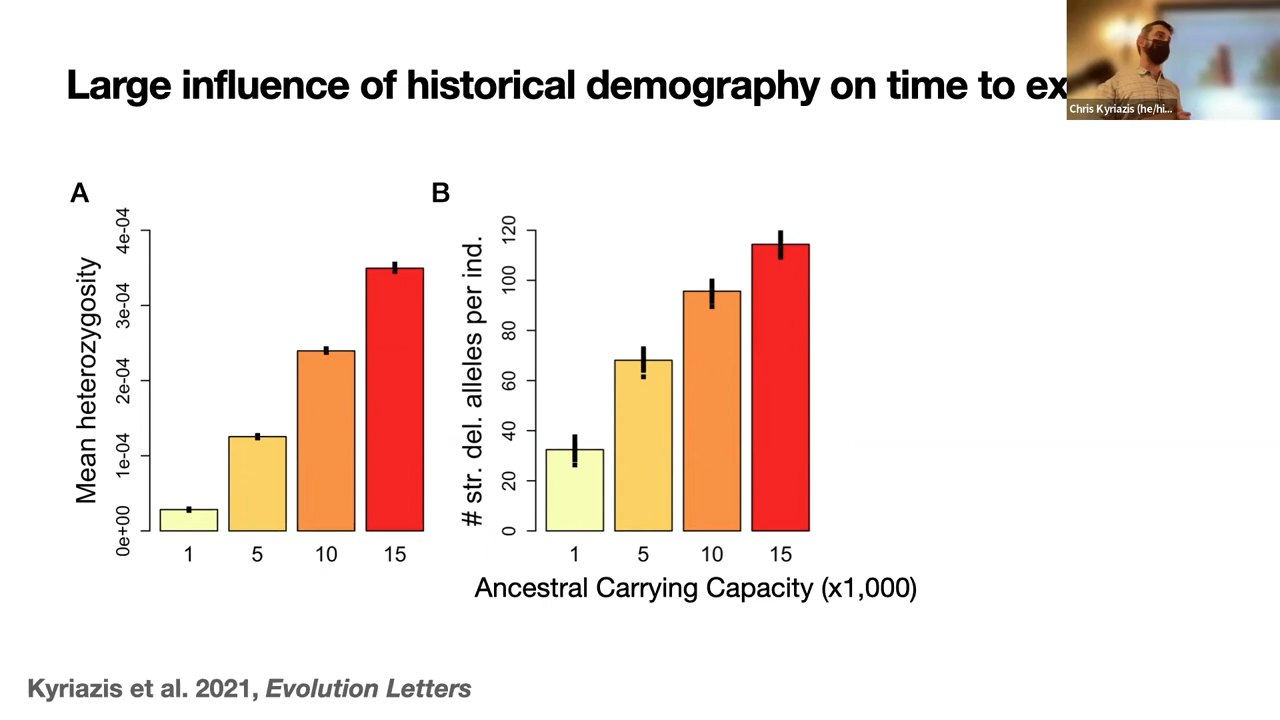 Large influence of historical demography on time to ex
Chris Kyriazis (he/hi...
A
B
Mean heterozygosity
0e+00 1e-04 2e-04 3e-04 4e-04
1 5 10 15
# str. del. alleles per ind.
0 20 40 60 80 100 120
1 5 10 15
Ancestral Carrying Capacity (x1,000)
Kyriazis et al. 2021, Evolution Letters